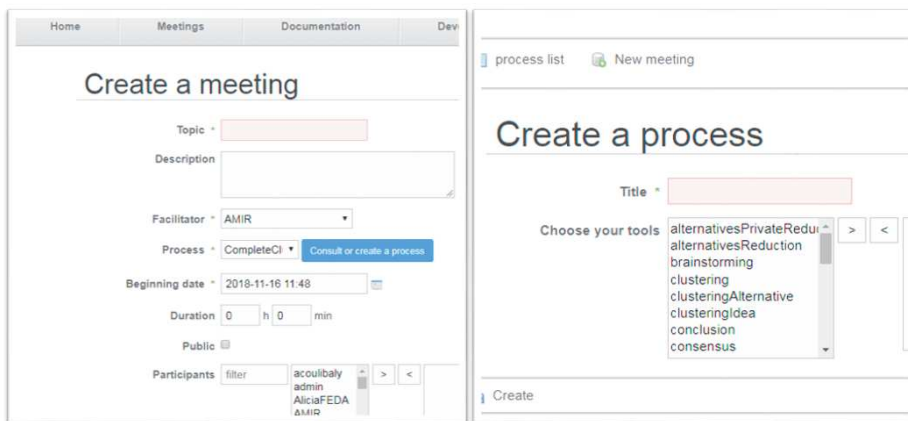 Home Meetings Documentation
Create a meeting
Topic *
Description
Facilitator * AMIR
Process * Consult or create a process
Beginning date * 2018-11-16 11:48
Duration 0 h 0 min
Public
Participants filter > <
acoulibaly
admin
AliciaFEDA
AMIR
process list New meeting
Create a process
Title *
Choose your tools > <
alternativesReduction
brainstorming
clustering
clusteringAlternative
clusteringIdea
conclusion
consensus
Create